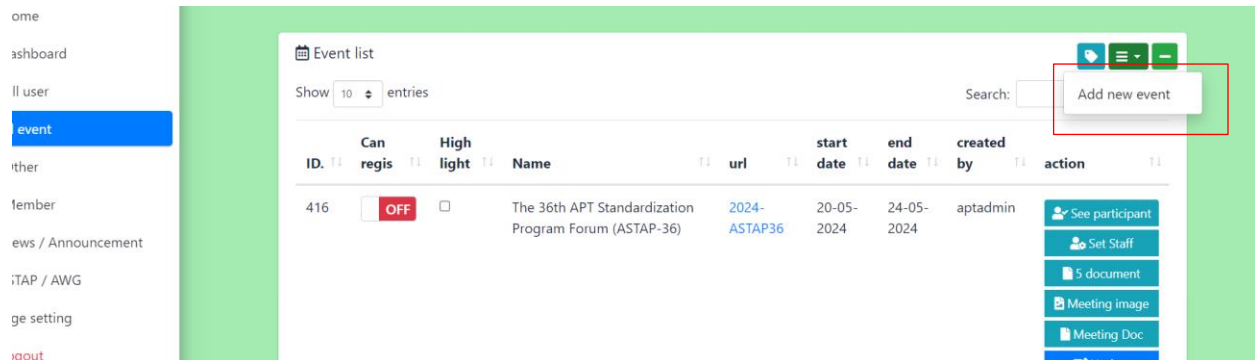 ome
ashboard
ll user
event
ther
ember
ews / Announcement
TAP / AWG
ge setting
ogout
Event list
Show 10 entries
Search:
Add new event
ID. Can regis High light Name url start date end date created by action
416 OFF The 36th APT Standardization Program Forum (ASTAP-36) 2024-ASTAP36 20-05-2024 24-05-2024 aptadmin
See participant
Set Staff
5 document
Meeting image
Meeting Doc